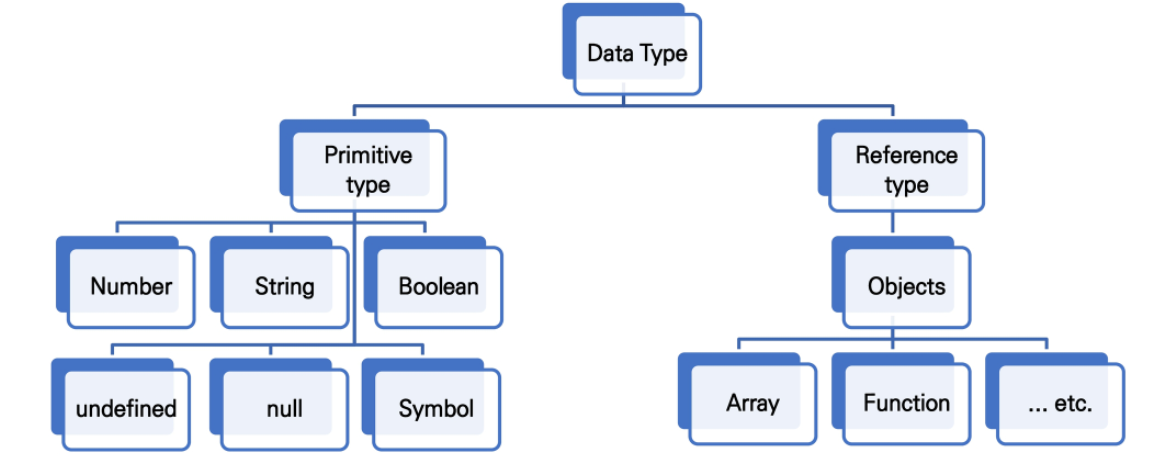 Data Type
Primitive
type
Reference
type
Number
String
Boolean
Objects
undefined
null
Symbol
Array
Function
... etc.